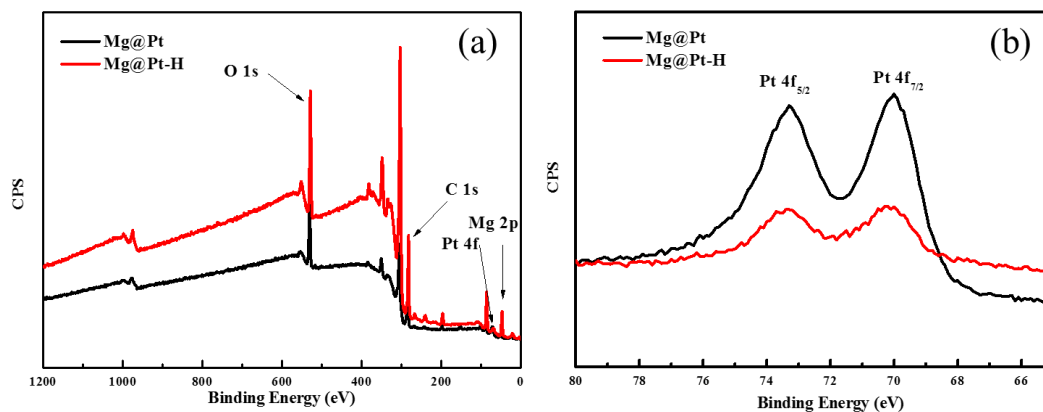 (a)
Mg@Pt
Mg@Pt-H
O 1s
C 1s
Mg 2p
Pt 4f
CPS
1200 1000 800 600 400 200 0
Binding Energy (eV)
(b)
Mg@Pt
Mg@Pt-H
Pt 4f5/2
Pt 4f7/2
CPS
80 78 76 74 72 70 68 66
Binding Energy (eV)